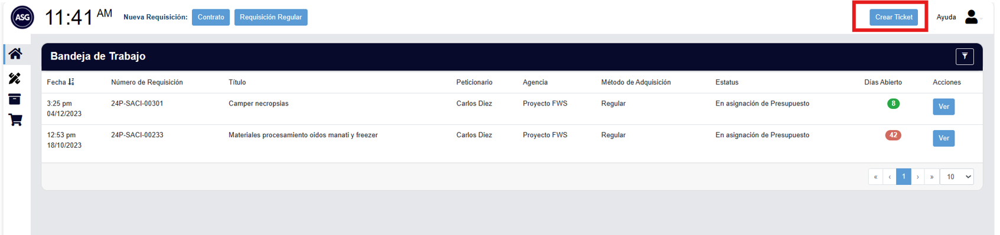 ASG
11:41 AM
Nueva Requisición:
Contrato
Requisición Regular
Crear Ticket
Ayuda
Bandeja de Trabajo
Fecha Número de Requisición Título Peticionario Agencia Método de Adquisición Estatus Días Abierto Acciones
3:25 pm 24P-SACI-00301 Camper necropsias Carlos Diez Proyecto FWS Regular En asignación de Presupuesto 8 Ver
04/12/2023
12:53 pm 24P-SACI-00233 Materiales procesamiento oidos manati y freezer Carlos Diez Proyecto FWS Regular En asignación de Presupuesto 42 Ver
18/10/2023
« ‹ 1 › » 10